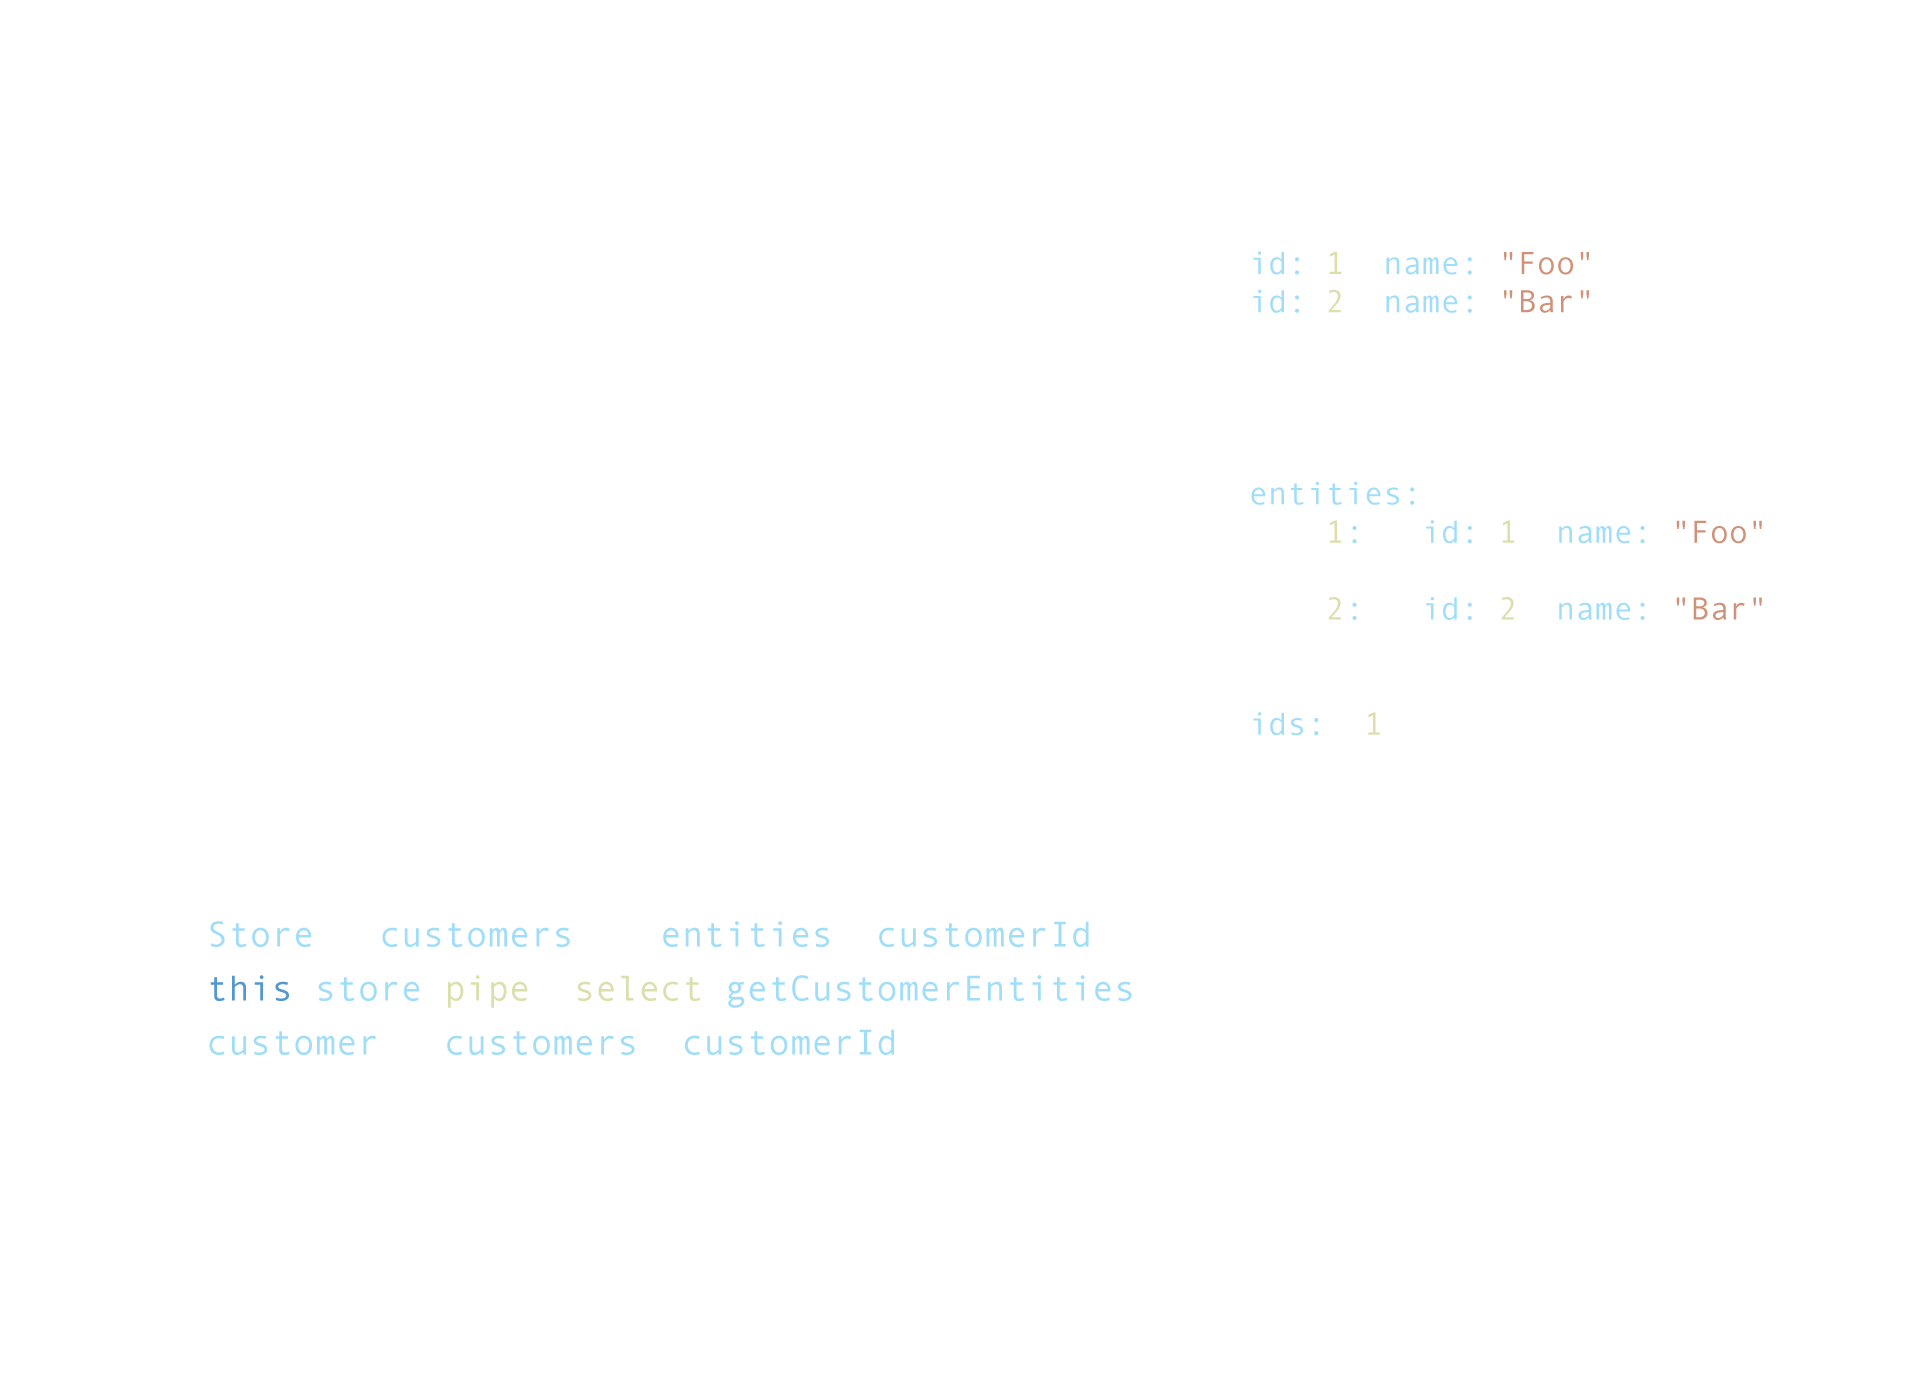 id: 1 name: "Foo"
id: 2 name: "Bar"
entities:
1: id: 1 name: "Foo"
2: id: 2 name: "Bar"
ids: 1
Store customers entities customerId
this store pipe select getCustomerEntities
customer customers customerId